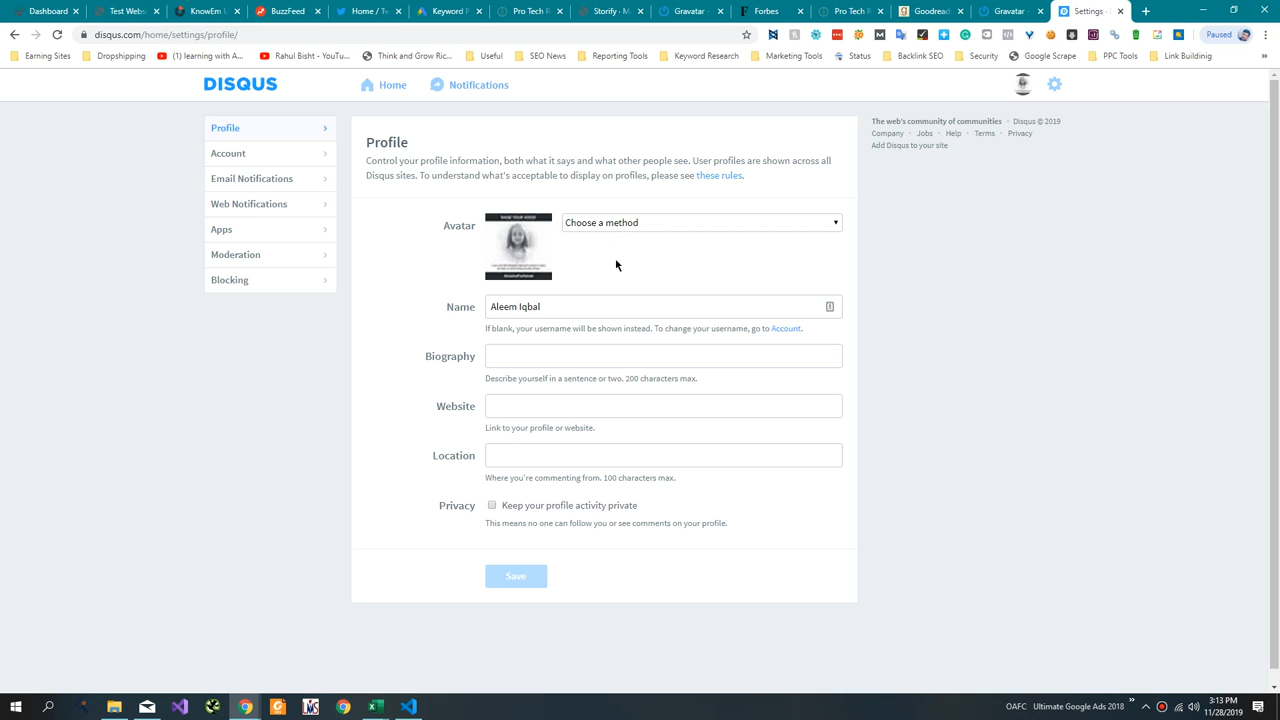 Dashboard
Test Webs
KnowEm U
BuzzFeed
Home / Tw
Keyword P
Pro Tech R
Storify - M
Gravatar -
Forbes
Pro Tech R
Goodread
Gravatar -
Settings -
disqus.com/home/settings/profile/
Paused
Earning Sites
Dropshipping
(1) learning with A...
Rahul Bisht - YouTu...
Think and Grow Ric...
Useful
SEO News
Reporting Tools
Keyword Research
Marketing Tools
Status
Backlink SEO
Security
Google Scrape
PPC Tools
Link Building
DISQUS
Home
Notifications
Profile
Account
Email Notifications
Web Notifications
Apps
Moderation
Blocking
Profile
Control your profile information, both what it says and what other people see. User profiles are shown across all
Disqus sites. To understand what's acceptable to display on profiles, please see these rules.
Avatar
Choose a method
Name
Aleem Iqbal
If blank, your username will be shown instead. To change your username, go to Account.
Biography
Describe yourself in a sentence or two. 200 characters max.
Website
Link to your profile or website.
Location
Where you're commenting from. 100 characters max.
Privacy
Keep your profile activity private
This means no one can follow you or see comments on your profile.
Save
The web's community of communities - Disqus © 2019
Company - Jobs - Help - Terms - Privacy
Add Disqus to your site
OAFC
Ultimate Google Ads 2018
3:13 PM
11/28/2019